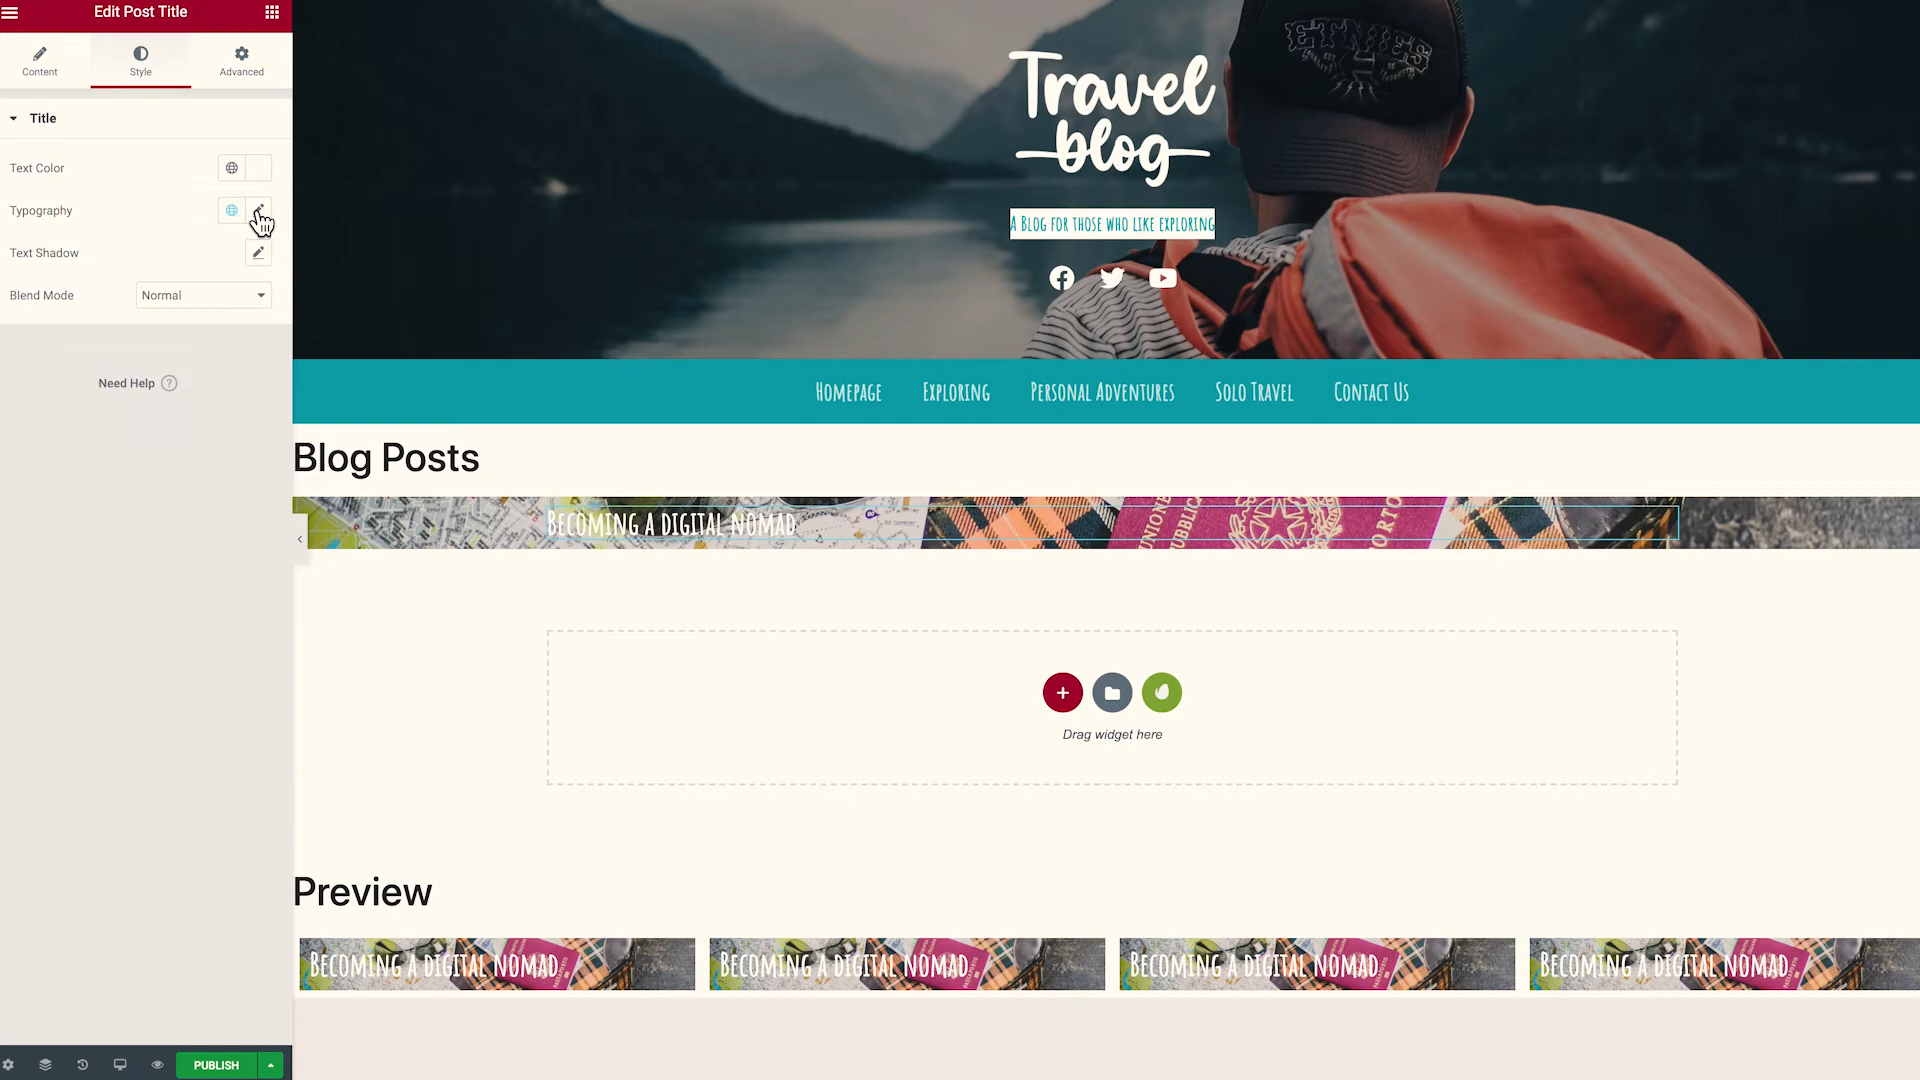 Edit Post Title
Content
Style
Advanced
Title
Text Color
Typography
Text Shadow
Blend Mode
Normal
Need Help ?
PUBLISH
ETNIES
Travel
blog
A Blog for those who like exploring
Homepage
Exploring
Personal Adventures
Solo Travel
Contact Us
Blog Posts
Becoming a digital nomad
UNIONE
Drag widget here
Preview
Becoming a digital nomad
Becoming a digital nomad
Becoming a digital nomad
Becoming a digital nomad